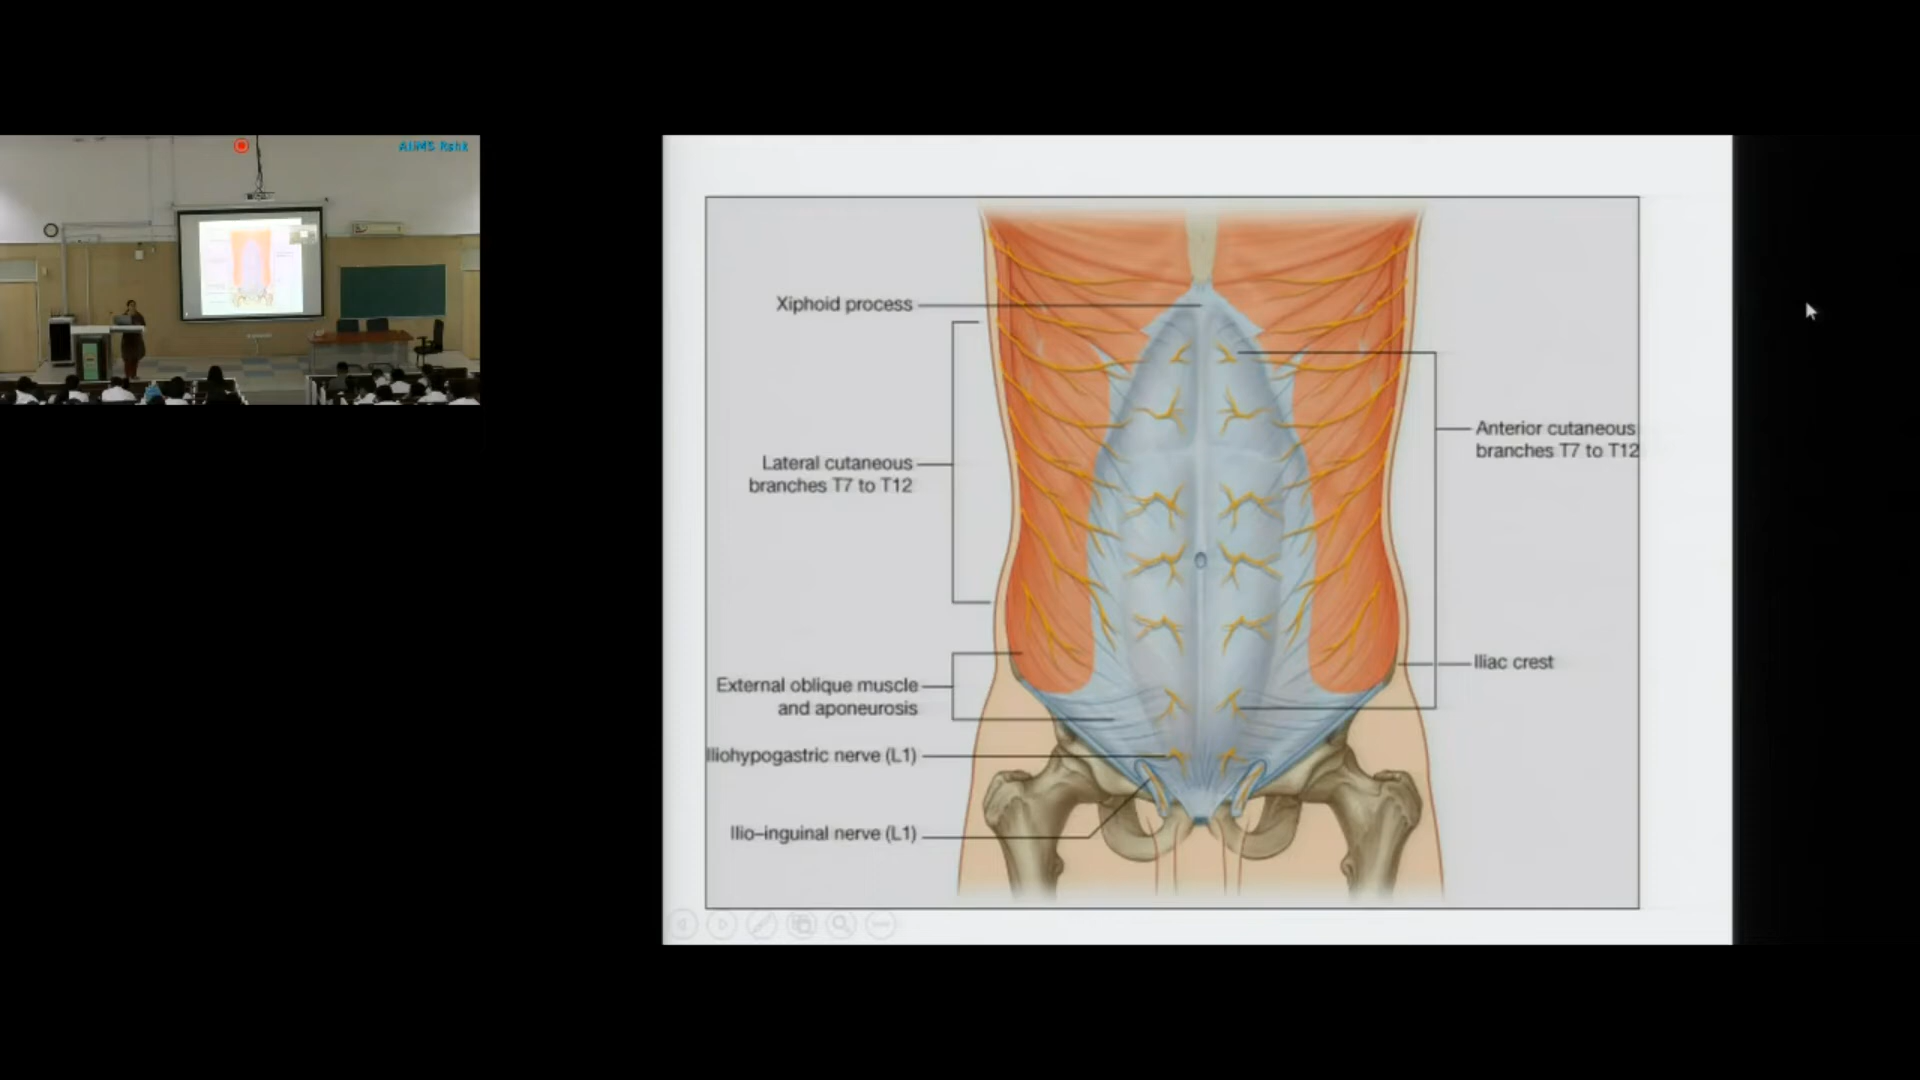 AIIMS Rshk
Xiphoid process
Lateral cutaneous
branches T7 to T12
External oblique muscle
and aponeurosis
Iliohypogastric nerve (L1)
Ilio–inguinal nerve (L1)
Anterior cutaneous
branches T7 to T12
Iliac crest